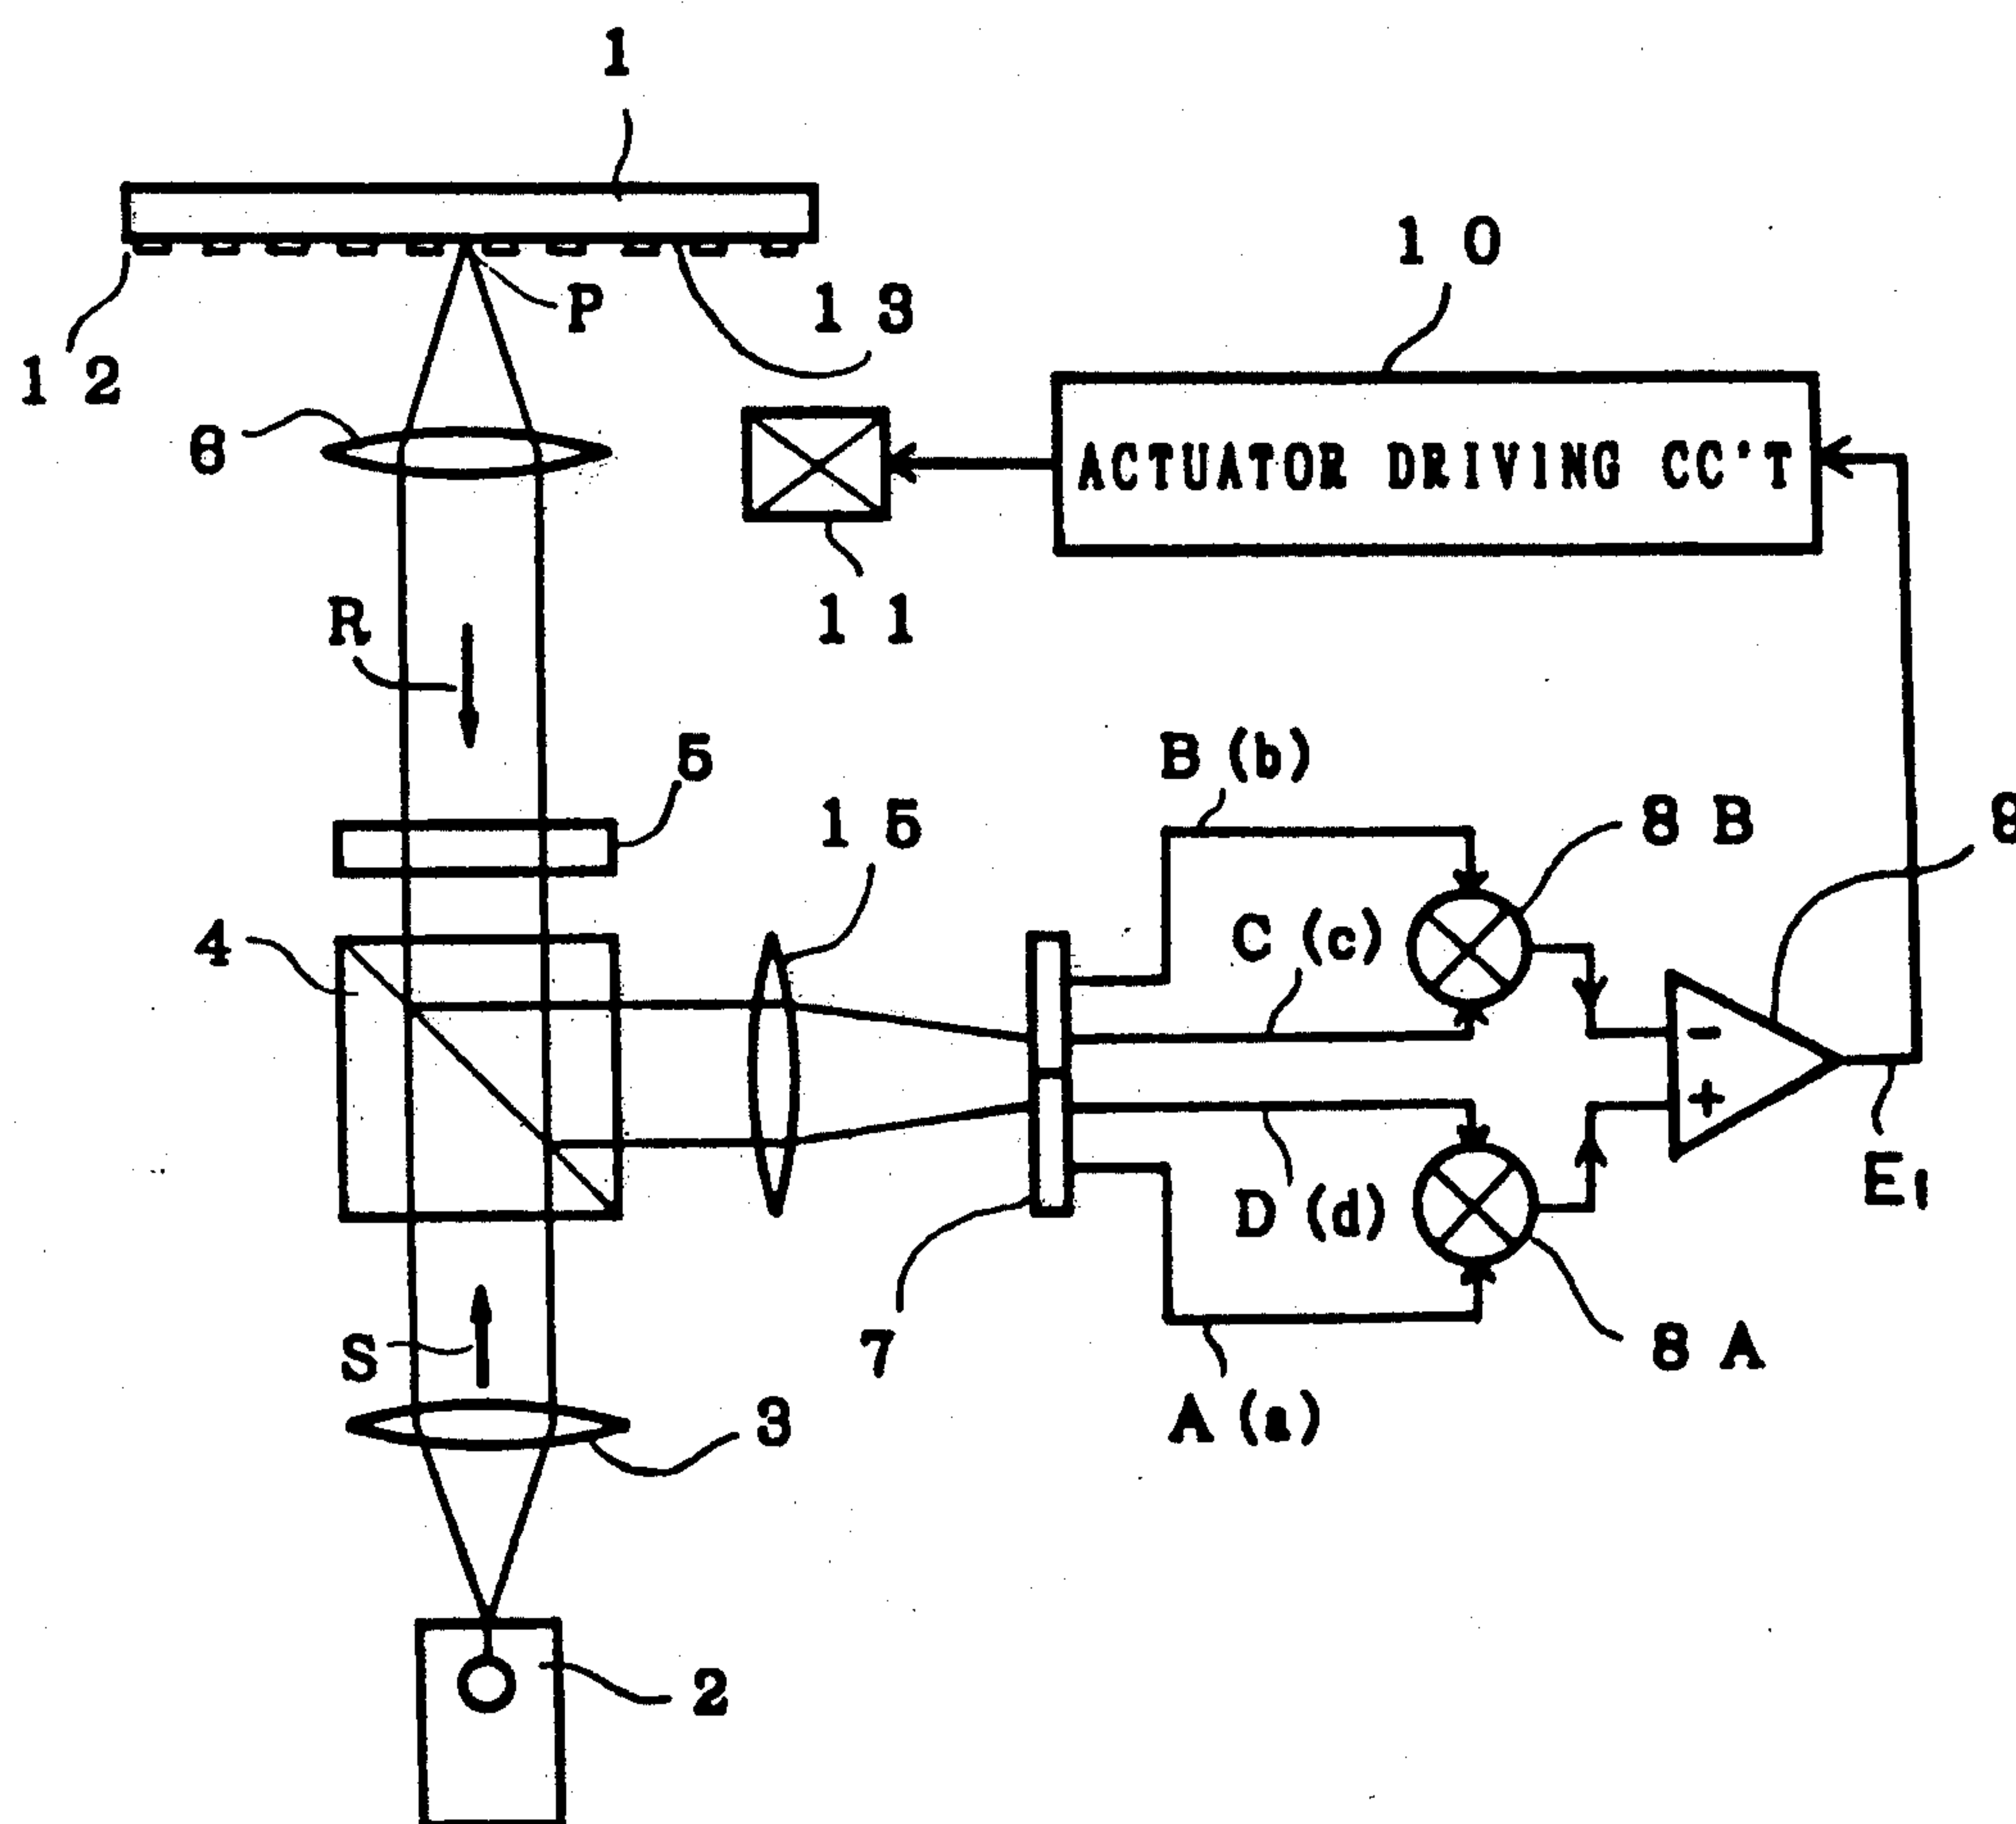 1
1 0
P
1 3
1 2
6
ACTUATOR DRIVING CC'T
R
1 1
5
B (b)
1 5
8 B
4
C (c)
D (d)
E1
S
7
8 A
3
A (a)
2